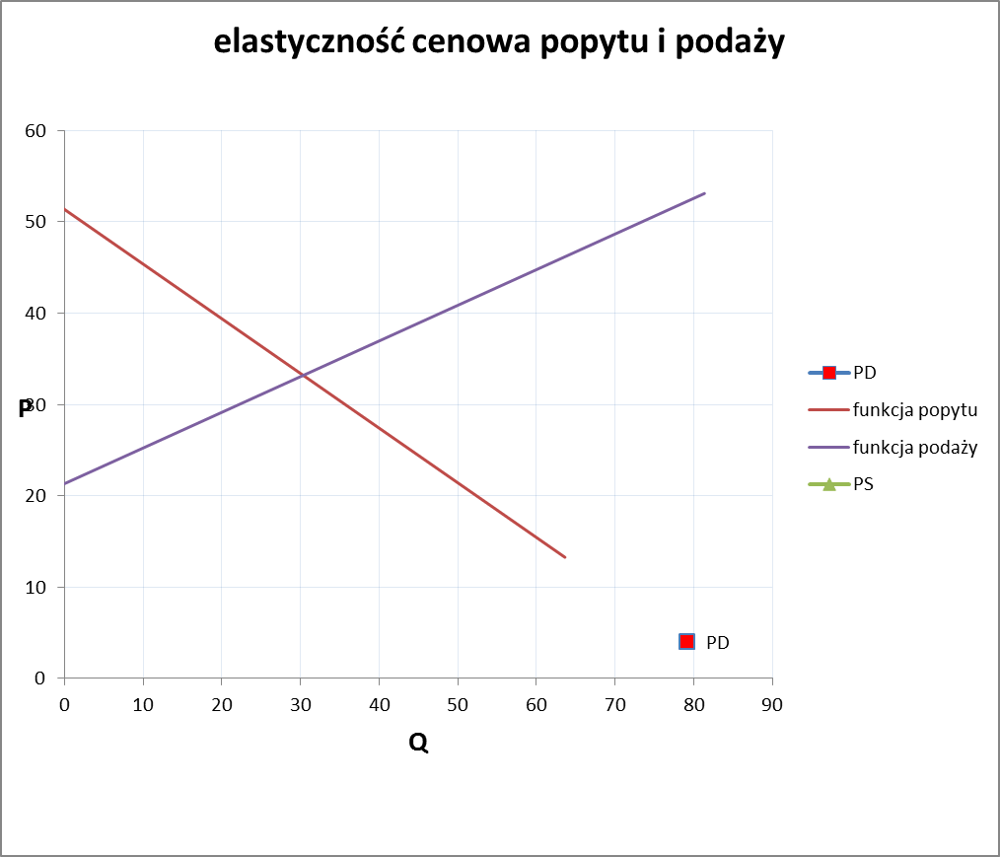 elastyczność cenowa popytu i podaży
60
50
40
30
20
10
0
P
0 10 20 30 40 50 60 70 80 90
Q
PD
PD
funkcja popytu
funkcja podaży
PS